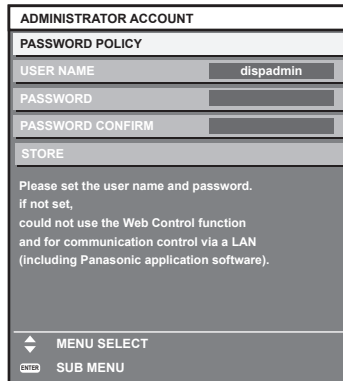 ADMINISTRATOR ACCOUNT
PASSWORD POLICY
USER NAME dispadmin
PASSWORD
PASSWORD CONFIRM
STORE
Please set the user name and password.
if not set,
could not use the Web Control function
and for communication control via a LAN
(including Panasonic application software).
MENU SELECT
ENTER SUB MENU